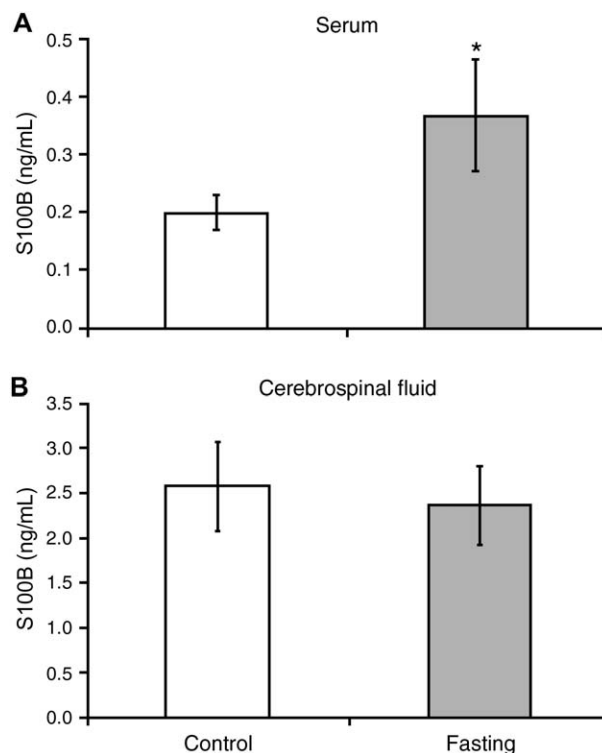 A
Serum
S100B (ng/mL)
0.5
0.4
0.3
0.2
0.1
0.0
*
B
Cerebrospinal fluid
S100B (ng/mL)
3.5
3.0
2.5
2.0
1.5
1.0
0.5
0.0
Control
Fasting